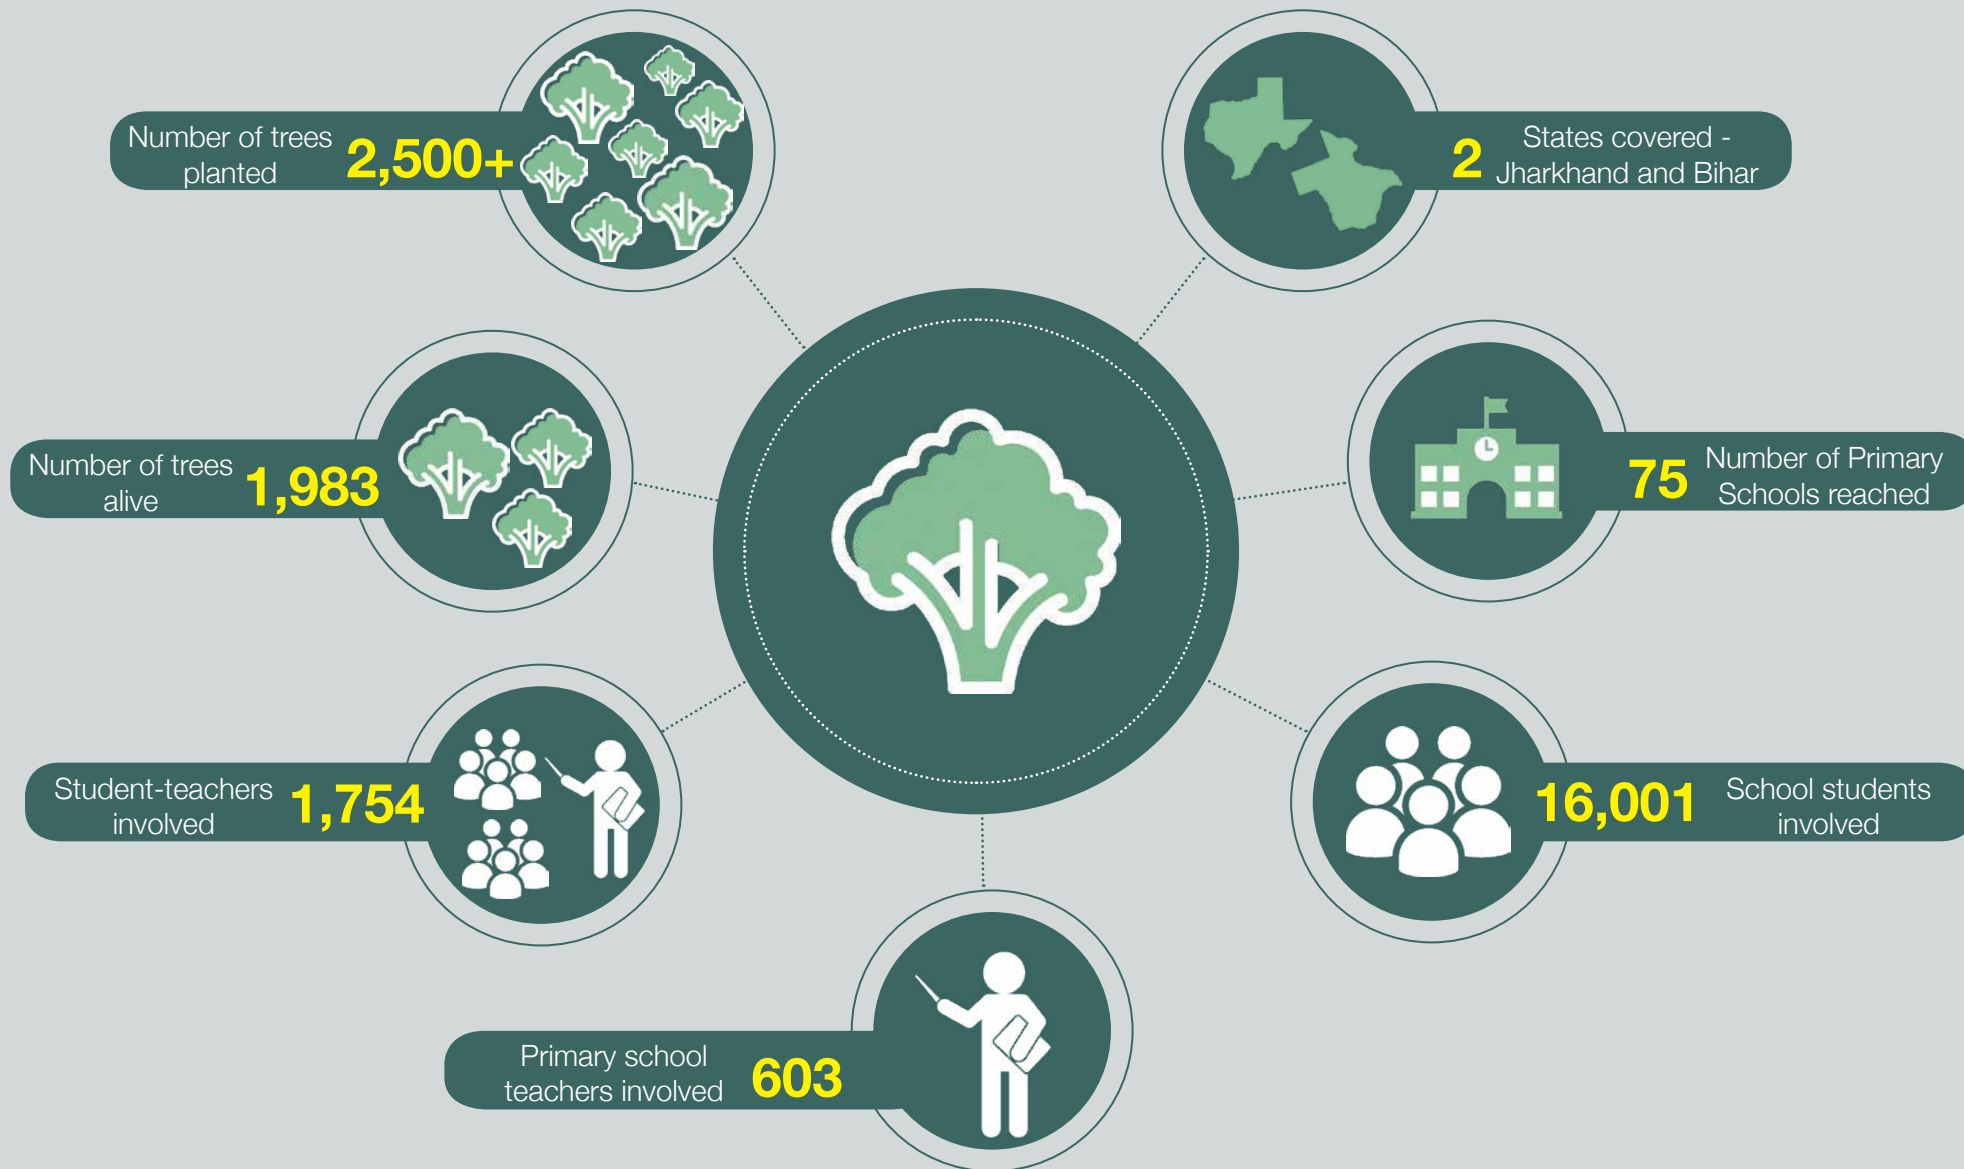 Number of trees
planted
2,500+
2
States covered -
Jharkhand and Bihar
Number of trees
alive
1,983
75
Number of Primary
Schools reached
Student-teachers
involved
1,754
16,001
School students
involved
Primary school
teachers involved
603